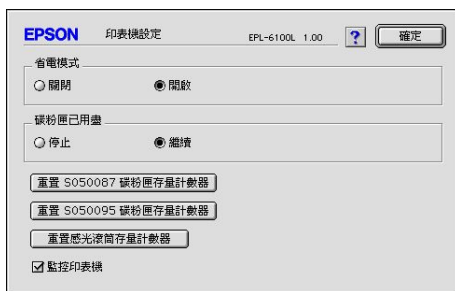 EPSON 印表機設定 EPL-6100L 1.00 ? 確定
省電模式
關閉 開啟
碳粉匣已用盡
停止 繼續
重置 S050087 碳粉匣存量計數器
重置 S050095 碳粉匣存量計數器
重置感光滾筒存量計數器
監控印表機